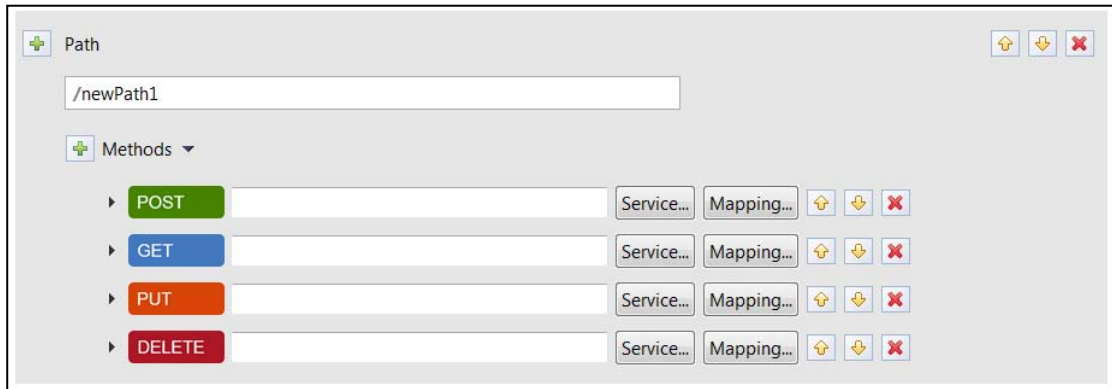 Path
/newPath1
Methods
POST Service... Mapping...
GET Service... Mapping...
PUT Service... Mapping...
DELETE Service... Mapping...